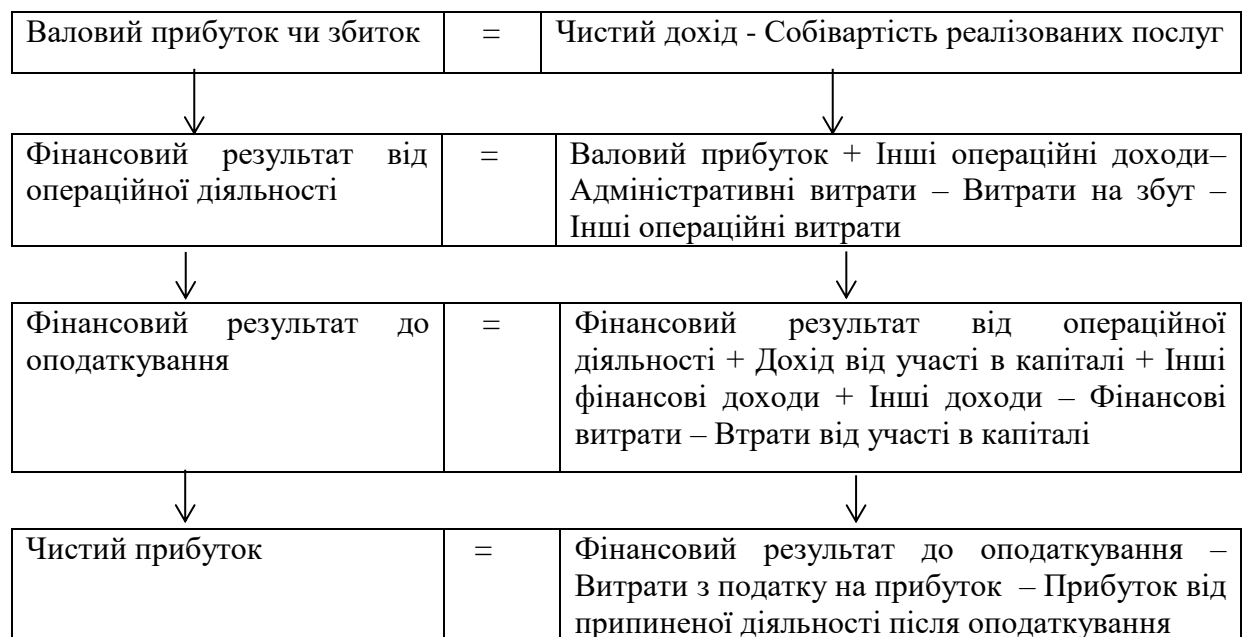 Валовий прибуток чи збиток = Чистий дохід - Собівартість реалізованих послуг
Фінансовий результат від
операційної діяльності
=
Валовий прибуток + Інші операційні доходи–
Адміністративні витрати – Витрати на збут –
Інші операційні витрати
Фінансовий результат до
оподаткування
=
Фінансовий результат від операційної
діяльності + Дохід від участі в капіталі + Інші
фінансові доходи + Інші доходи – Фінансові
витрати – Втрати від участі в капіталі
Чистий прибуток
=
Фінансовий результат до оподаткування –
Витрати з податку на прибуток – Прибуток від
припиненої діяльності після оподаткування